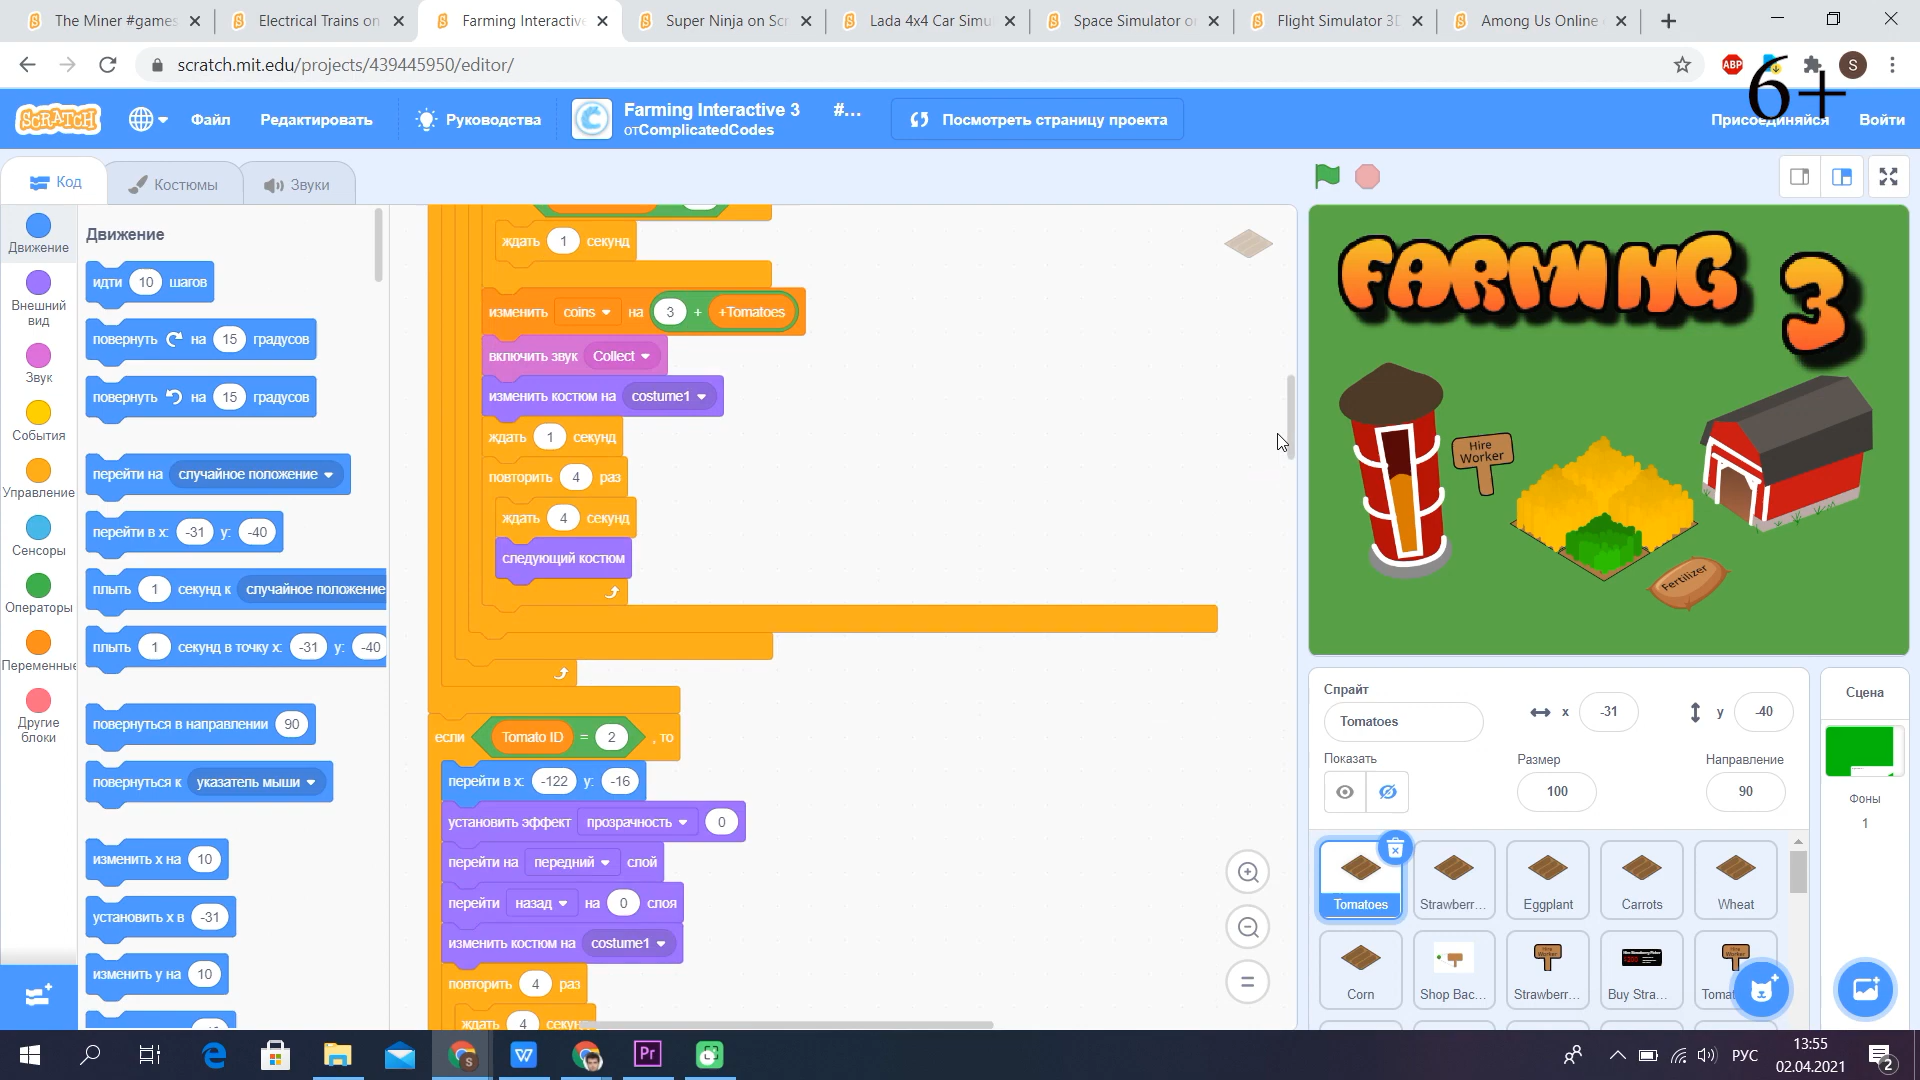 The Miner #games
Electrical Trains on
Farming Interactive
Super Ninja on Scr
Lada 4x4 Car Simu
Space Simulator on
Flight Simulator 3D
Among Us Online
scratch.mit.edu/projects/439445950/editor/
ABP
S
6+
SCRATCH
Файл
Редактировать
Руководства
Farming Interactive 3 #...
отComplicatedCodes
Посмотреть страницу проекта
Присоединяйся
Войти
Код
Костюмы
Звуки
Движение
Внешний
вид
Звук
События
Управление
Сенсоры
Операторы
Переменные
Другие
блоки
Движение
идти 10 шагов
повернуть на 15 градусов
повернуть на 15 градусов
перейти на случайное положение
перейти в x: -31 y: -40
плыть 1 секунд к случайное положение
плыть 1 секунд в точку x: -31 y: -40
повернуться в направлении 90
повернуться к указатель мыши
изменить x на 10
установить x в -31
изменить y на 10
ждать 1 секунд
изменить coins на 3 + +Tomatoes
включить звук Collect
изменить костюм на costume1
ждать 1 секунд
повторить 4 раз
ждать 4 секунд
следующий костюм
если Tomato ID = 2 , то
перейти в x: -122 y: -16
установить эффект прозрачность 0
перейти на передний слой
перейти назад на 0 слоя
изменить костюм на costume1
повторить 4 раз
ждать 4 секунд
FARMING
3
Hire
Worker
Fertilizer
Спрайт
Tomatoes
x -31
y -40
Показать
Размер
100
Направление
90
Сцена
Фоны
1
Tomatoes
Strawberr...
Eggplant
Carrots
Wheat
Corn
Shop Bac...
Strawberr...
Buy Stra...
Tomat
Pr
РУС
13:55
02.04.2021
2